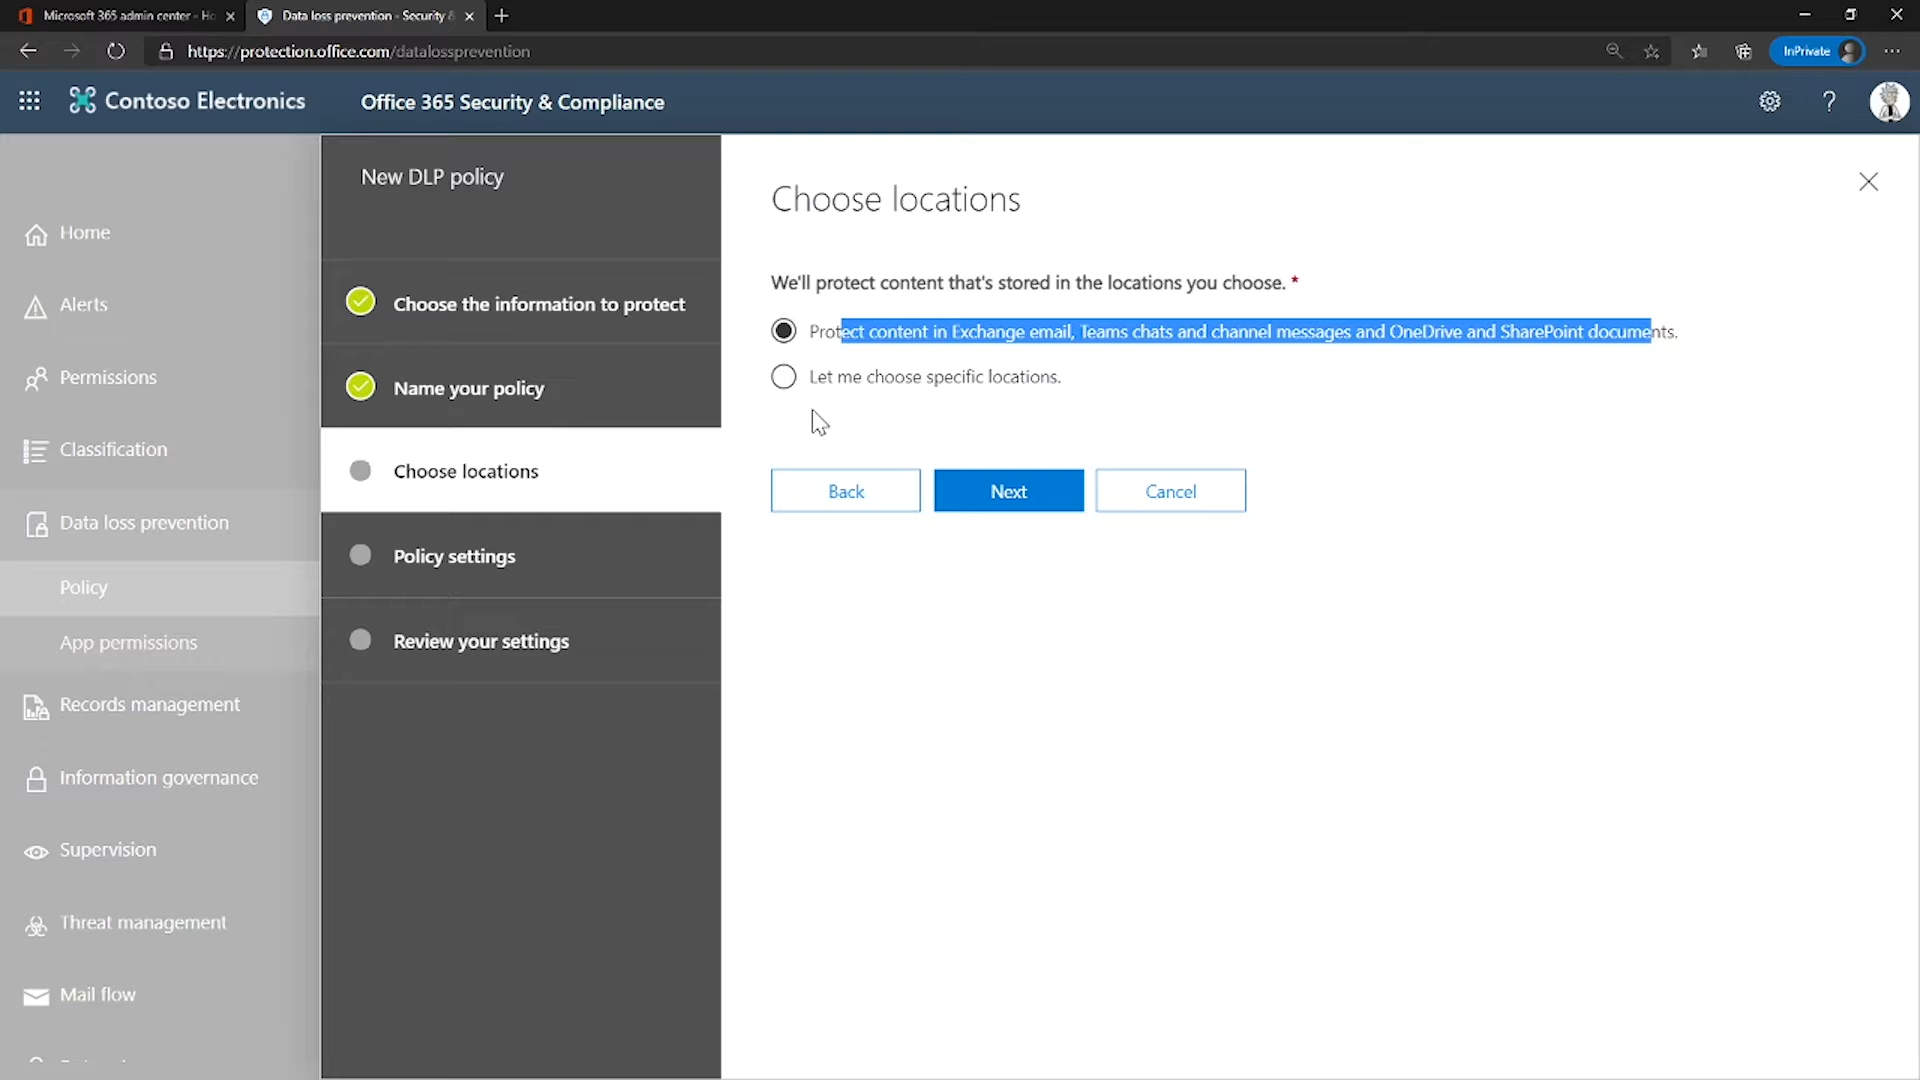 Microsoft 365 admin center - Ho
Data loss prevention - Security &
https://protection.office.com/datalossprevention
InPrivate
Contoso Electronics
Office 365 Security & Compliance
?
Home
Alerts
Permissions
Classification
Data loss prevention
Policy
App permissions
Records management
Information governance
Supervision
Threat management
Mail flow
New DLP policy
Choose the information to protect
Name your policy
Choose locations
Policy settings
Review your settings
Choose locations
We'll protect content that's stored in the locations you choose. *
Protect content in Exchange email, Teams chats and channel messages and OneDrive and SharePoint documents.
Let me choose specific locations.
Back
Next
Cancel